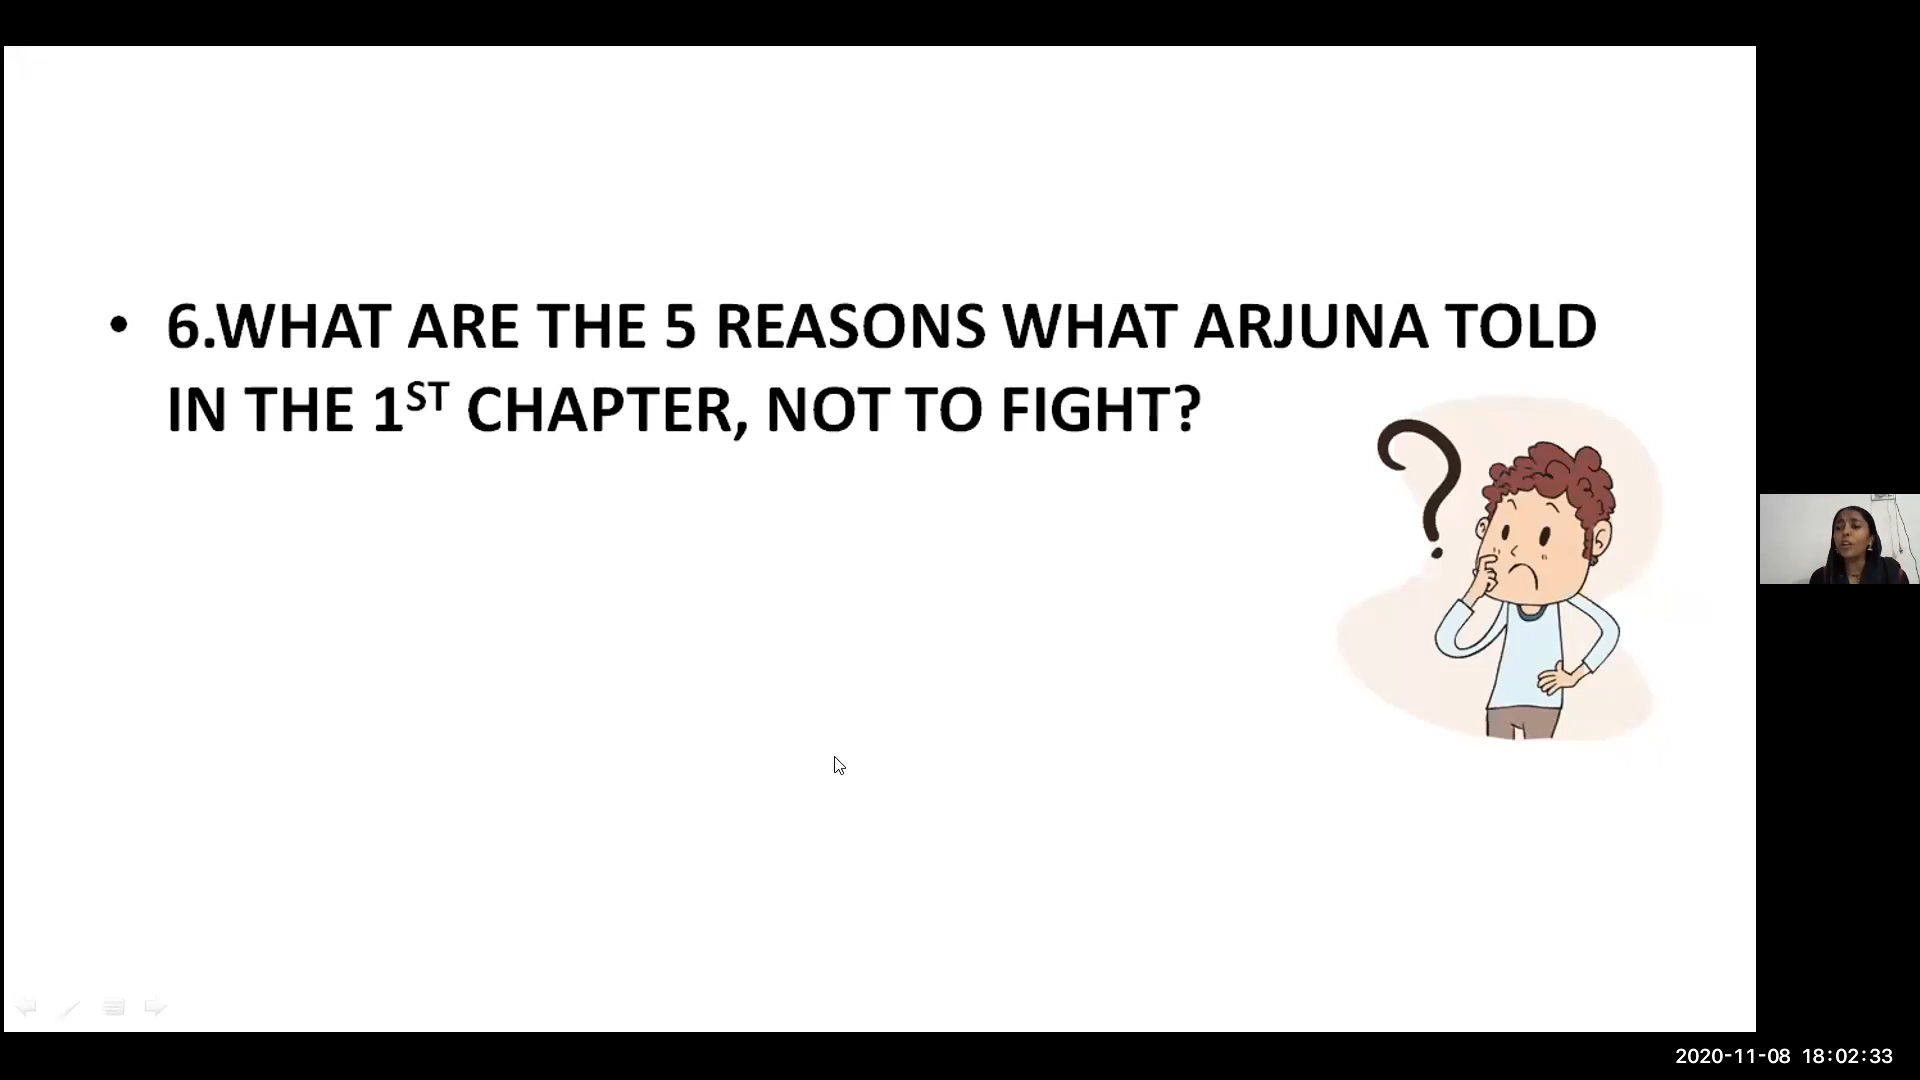 • 6.WHAT ARE THE 5 REASONS WHAT ARJUNA TOLD
IN THE 1ST CHAPTER, NOT TO FIGHT?
?
2020-11-08 18:02:33